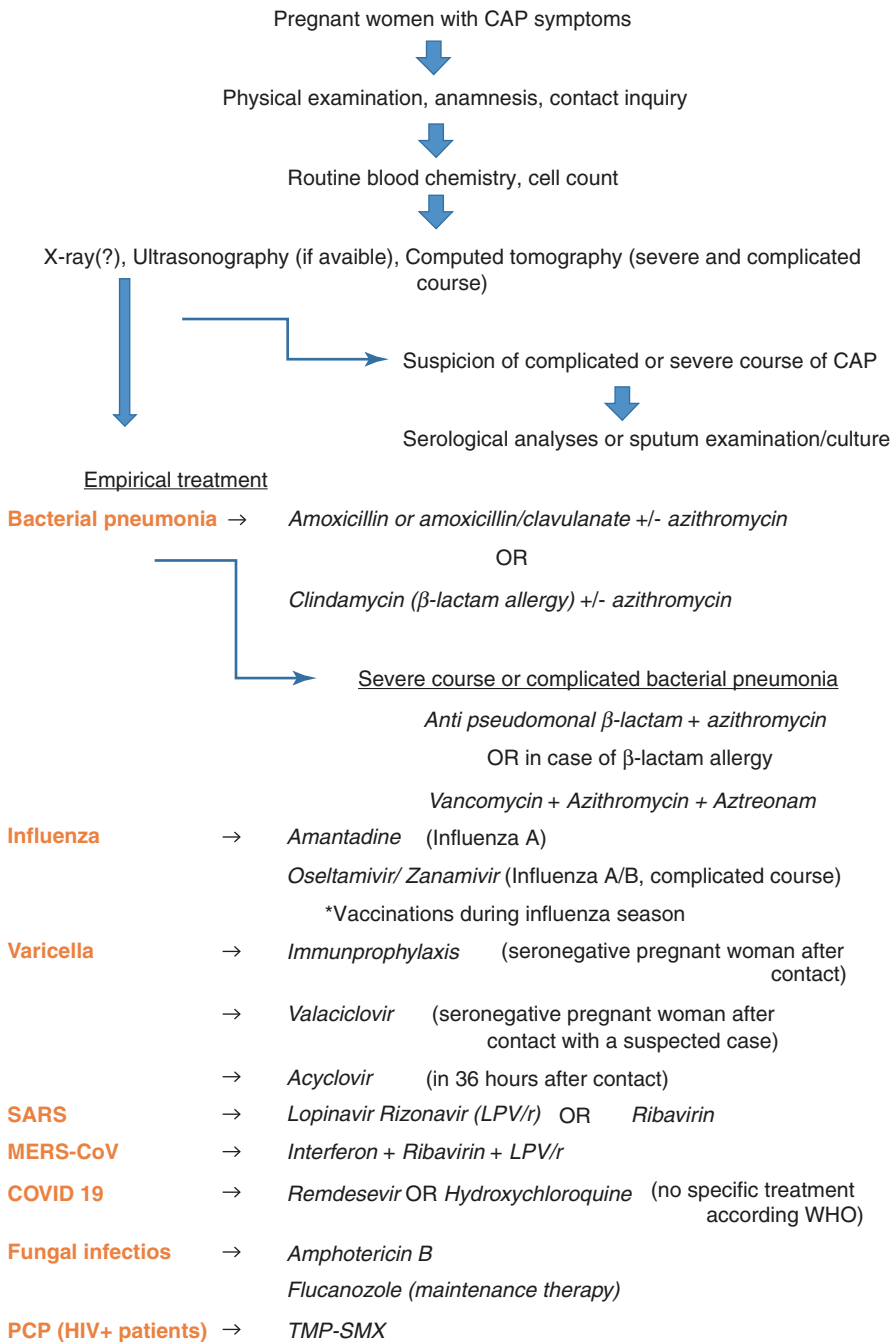 Pregnant women with CAP symptoms
Physical examination, anamnesis, contact inquiry
Routine blood chemistry, cell count
X-ray(?), Ultrasonography (if avaible), Computed tomography (severe and complicated
course)
Suspicion of complicated or severe course of CAP
Serological analyses or sputum examination/culture
Empirical treatment
Bacterial pneumonia → Amoxicillin or amoxicillin/clavulanate +/- azithromycin
OR
Clindamycin (β-lactam allergy) +/- azithromycin
Severe course or complicated bacterial pneumonia
Anti pseudomonal β-lactam + azithromycin
OR in case of β-lactam allergy
Vancomycin + Azithromycin + Aztreonam
Influenza → Amantadine (Influenza A)
Oseltamivir/ Zanamivir (Influenza A/B, complicated course)
*Vaccinations during influenza season
Varicella → Immunprophylaxis (seronegative pregnant woman after
contact)
→ Valaciclovir (seronegative pregnant woman after
contact with a suspected case)
→ Acyclovir (in 36 hours after contact)
SARS → Lopinavir Rizonavir (LPV/r) OR Ribavirin
MERS-CoV → Interferon + Ribavirin + LPV/r
COVID 19 → Remdesevir OR Hydroxychloroquine (no specific treatment
according WHO)
Fungal infectios → Amphotericin B
Flucanozole (maintenance therapy)
PCP (HIV+ patients) → TMP-SMX